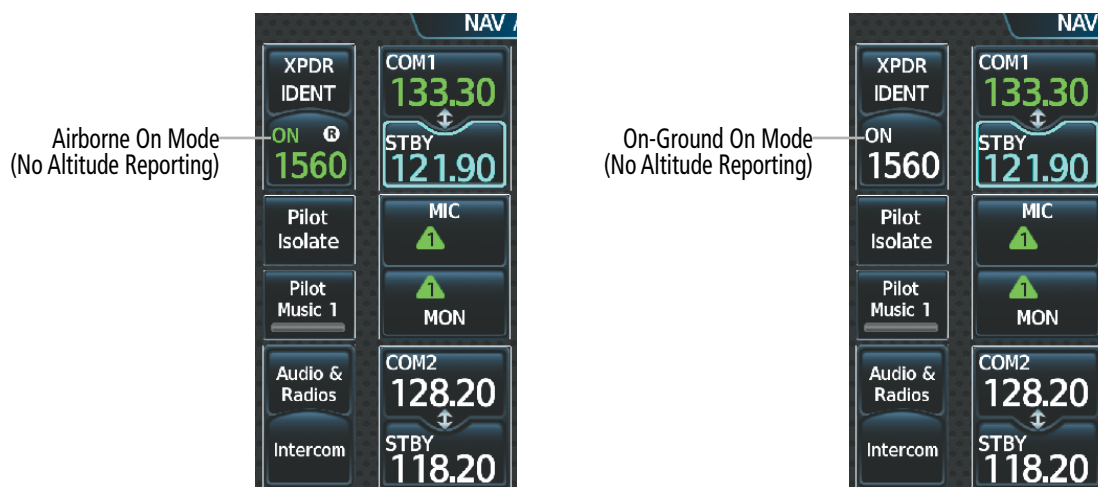 NAV
XPDR
IDENT
COM1
133.30
Airborne On Mode
(No Altitude Reporting)
ON R
1560
STBY
121.90
Pilot
Isolate
MIC
1
Pilot
Music 1
1
MON
Audio &
Radios
COM2
128.20
Intercom
STBY
118.20
NAV
XPDR
IDENT
COM1
133.30
On-Ground On Mode
(No Altitude Reporting)
ON
1560
STBY
121.90
Pilot
Isolate
MIC
1
Pilot
Music 1
1
MON
Audio &
Radios
COM2
128.20
Intercom
STBY
118.20